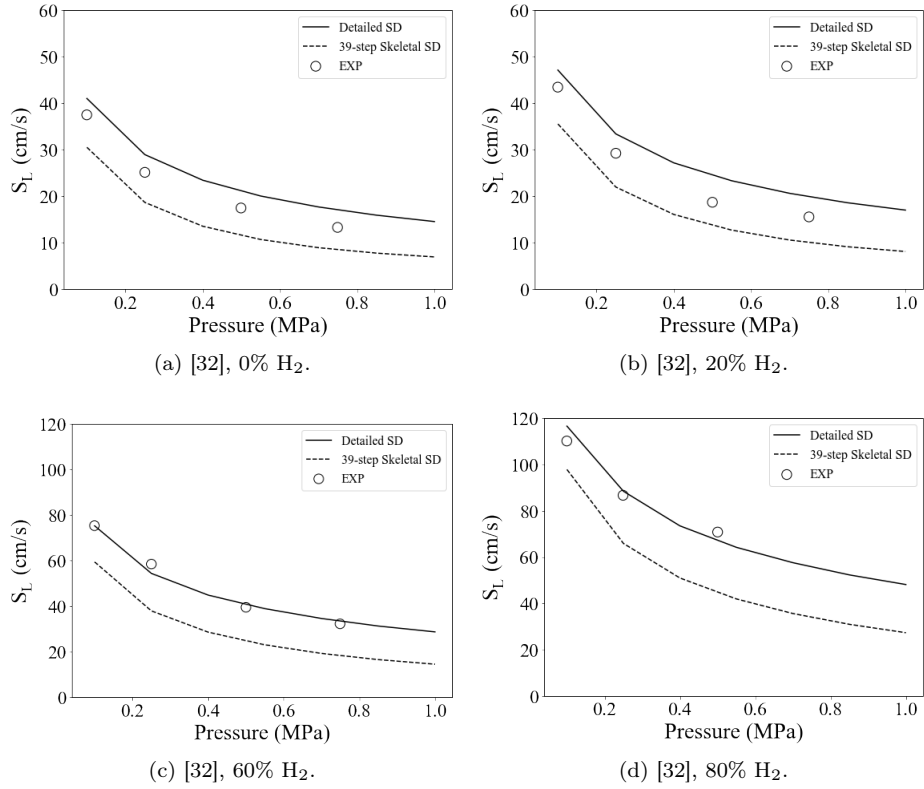 60
50
40
30
20
10
0
S_L (cm/s)
0.2 0.4 0.6 0.8 1.0
Pressure (MPa)
Detailed SD
39-step Skeletal SD
EXP
(a) [32], 0% H₂.
60
50
40
30
20
10
0
S_L (cm/s)
0.2 0.4 0.6 0.8 1.0
Pressure (MPa)
Detailed SD
39-step Skeletal SD
EXP
(b) [32], 20% H₂.
120
100
80
60
40
20
0
S_L (cm/s)
0.2 0.4 0.6 0.8 1.0
Pressure (MPa)
Detailed SD
39-step Skeletal SD
EXP
(c) [32], 60% H₂.
120
100
80
60
40
20
0
S_L (cm/s)
0.2 0.4 0.6 0.8 1.0
Pressure (MPa)
Detailed SD
39-step Skeletal SD
EXP
(d) [32], 80% H₂.